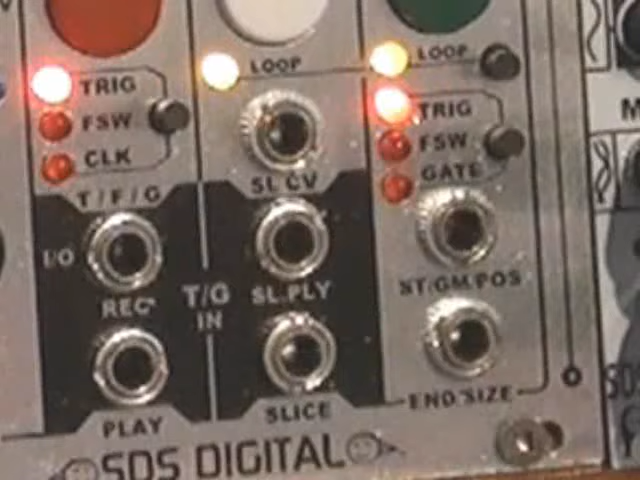 LOOP
LOOP
TRIG
FSW
CLK
T/F/G
TRIG
FSW
GATE
SL CV
I/O
REC
T/G
IN
SL.PLY
ST/GM/POS
PLAY
SLICE
END/SIZE
SDS DIGITAL
M
SDS